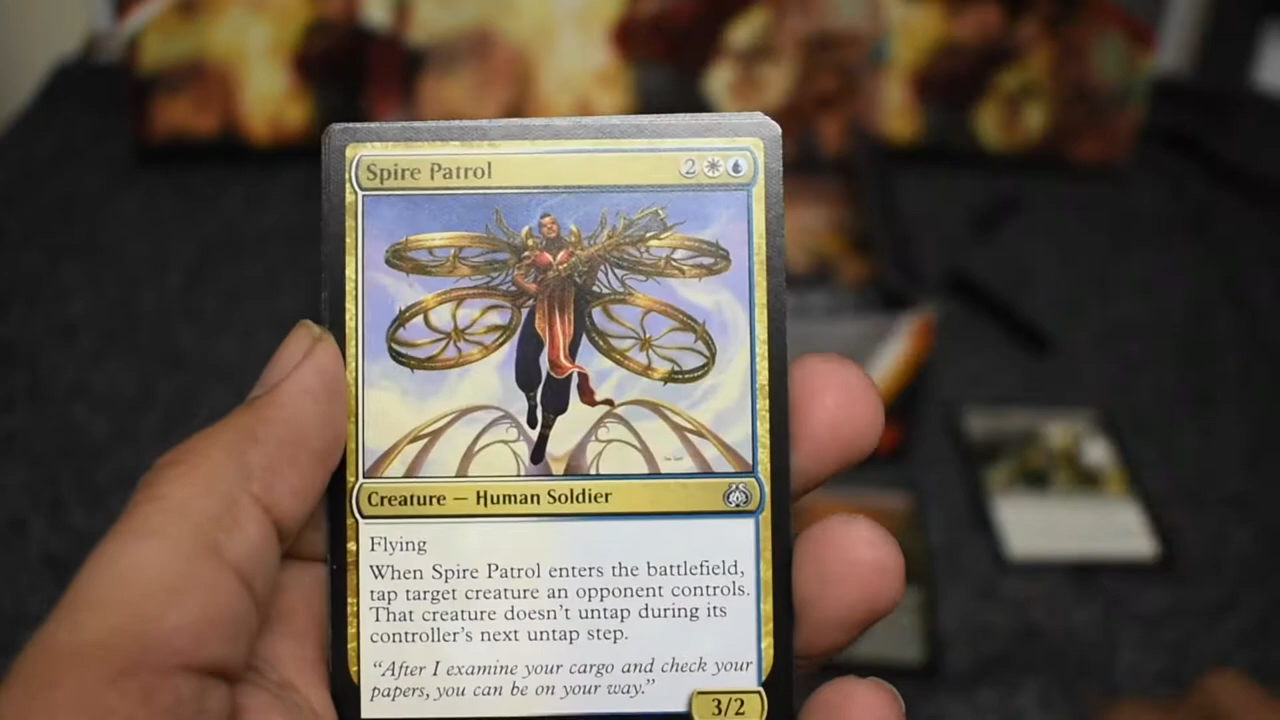 Spire Patrol 2
Creature — Human Soldier
Flying
When Spire Patrol enters the battlefield,
tap target creature an opponent controls.
That creature doesn't untap during its
controller's next untap step.
"After I examine your cargo and check your
papers, you can be on your way."
3/2